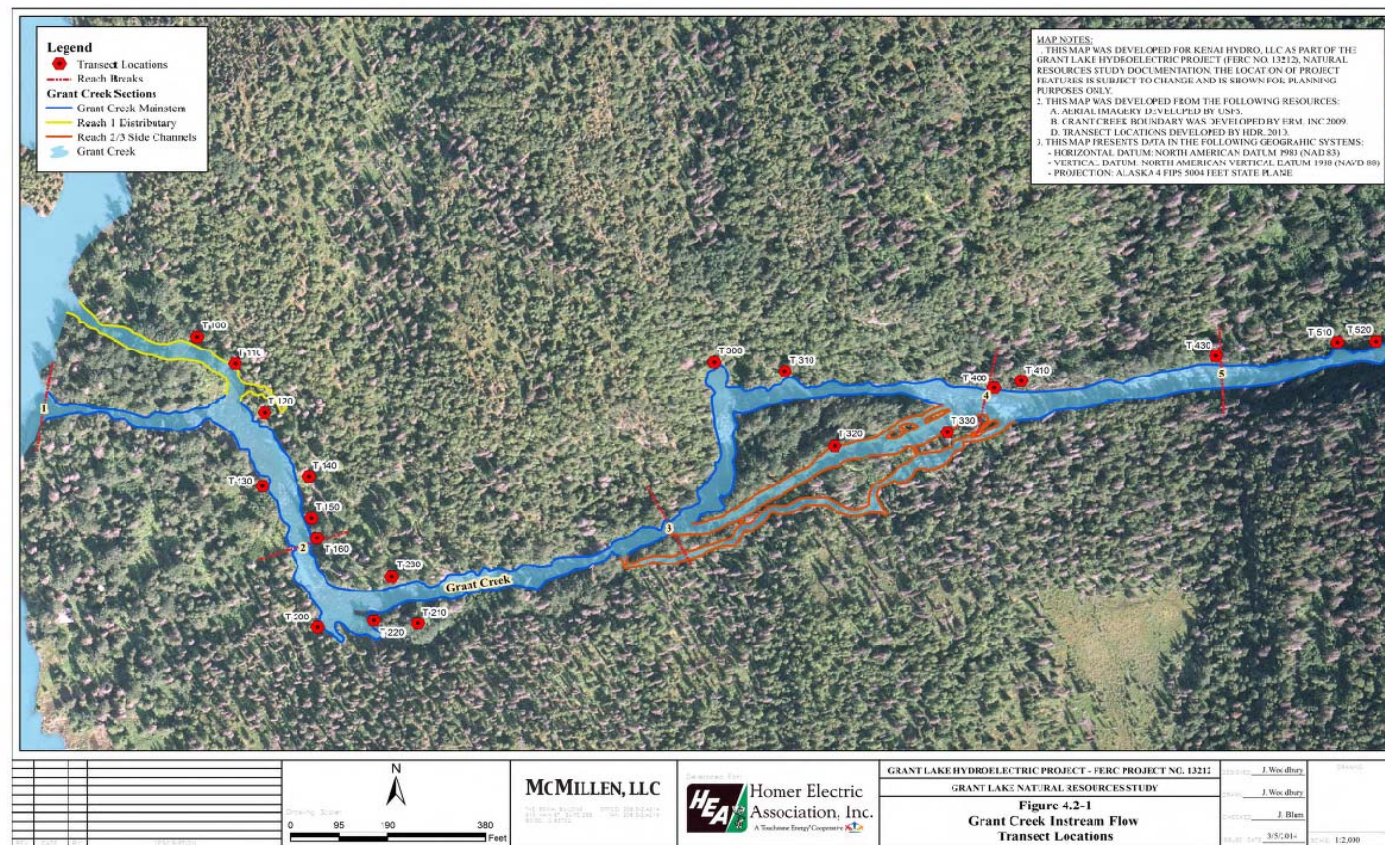 Legend
Transect Locations
Reach Breaks
Grant Creek Sections
Grant Creek Mainstem
Reach 1 Distributary
Reach 2/3 Side Channels
Grant Creek
MAP NOTES:
. THIS MAP WAS DEVELOPED FOR KENAI HYDRO, LLC AS PART OF THE
GRANT LAKE HYDROELECTRIC PROJECT (FERC NO. 13212), NATURAL
RESOURCES STUDY DOCUMENTATION. THE LOCATION OF PROJECT
FEATURES IS SUBJECT TO CHANGE AND IS SHOWN FOR PLANNING
PURPOSES ONLY.
2. THIS MAP WAS DEVELOPED FROM THE FOLLOWING RESOURCES:
A. AERIAL IMAGERY DEVELOPED BY USFS.
B. GRANT CREEK BOUNDARY WAS DEVELOPED BY ERM, INC 2009.
D. TRANSECT LOCATIONS DEVELOPED BY HDR, 2013.
3. THIS MAP PRESENTS DATA IN THE FOLLOWING GEOGRAHIC SYSTEMS:
- HORIZONTAL DATUM: NORTH AMERICAN DATUM 1983 (NAD 83)
- VERTICAL DATUM: NORTH AMERICAN VERTICAL DATUM 1988 (NAVD 88)
- PROJECTION: ALASKA 4 FIPS 5004 FEET STATE PLANE
T 100
T 110
T 120
T 130
T 140
T 150
T 160
T 200
T 210
T 220
T 230
T 300
T 310
T 320
T 330
T 400
T 410
T 430
T 510
T 520
1
2
3
4
5
Grant Creek
N
0 95 190 380
Feet
MCMILLEN, LLC
HEA
Homer Electric
Association, Inc.
A Touchstone Energy Cooperative
GRANT LAKE HYDROELECTRIC PROJECT - FERC PROJECT NO. 13212
GRANT LAKE NATURAL RESOURCES STUDY
Figure 4.2-1
Grant Creek Instream Flow
Transect Locations
J. Woodbury
J. Woodbury
J. Blum
3/5/2014
1:2,000